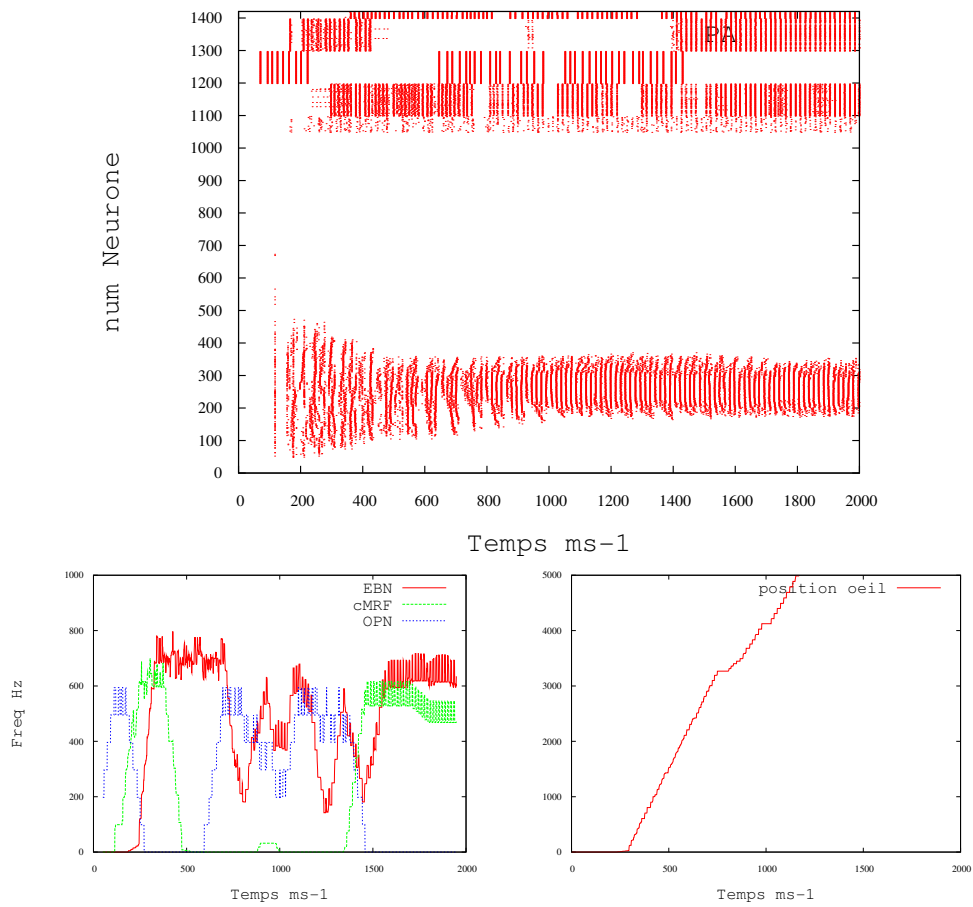 1400
1300
1200
1100
1000
900
800
700
600
500
400
300
200
100
0
num Neurone
PA
0 200 400 600 800 1000 1200 1400 1600 1800 2000
Temps ms-1
1000
800
600
400
200
0
Freq Hz
EBN
cMRF
OPN
0 500 1000 1500 2000
Temps ms-1
5000
4000
3000
2000
1000
0
position oeil
0 500 1000 1500 2000
Temps ms-1